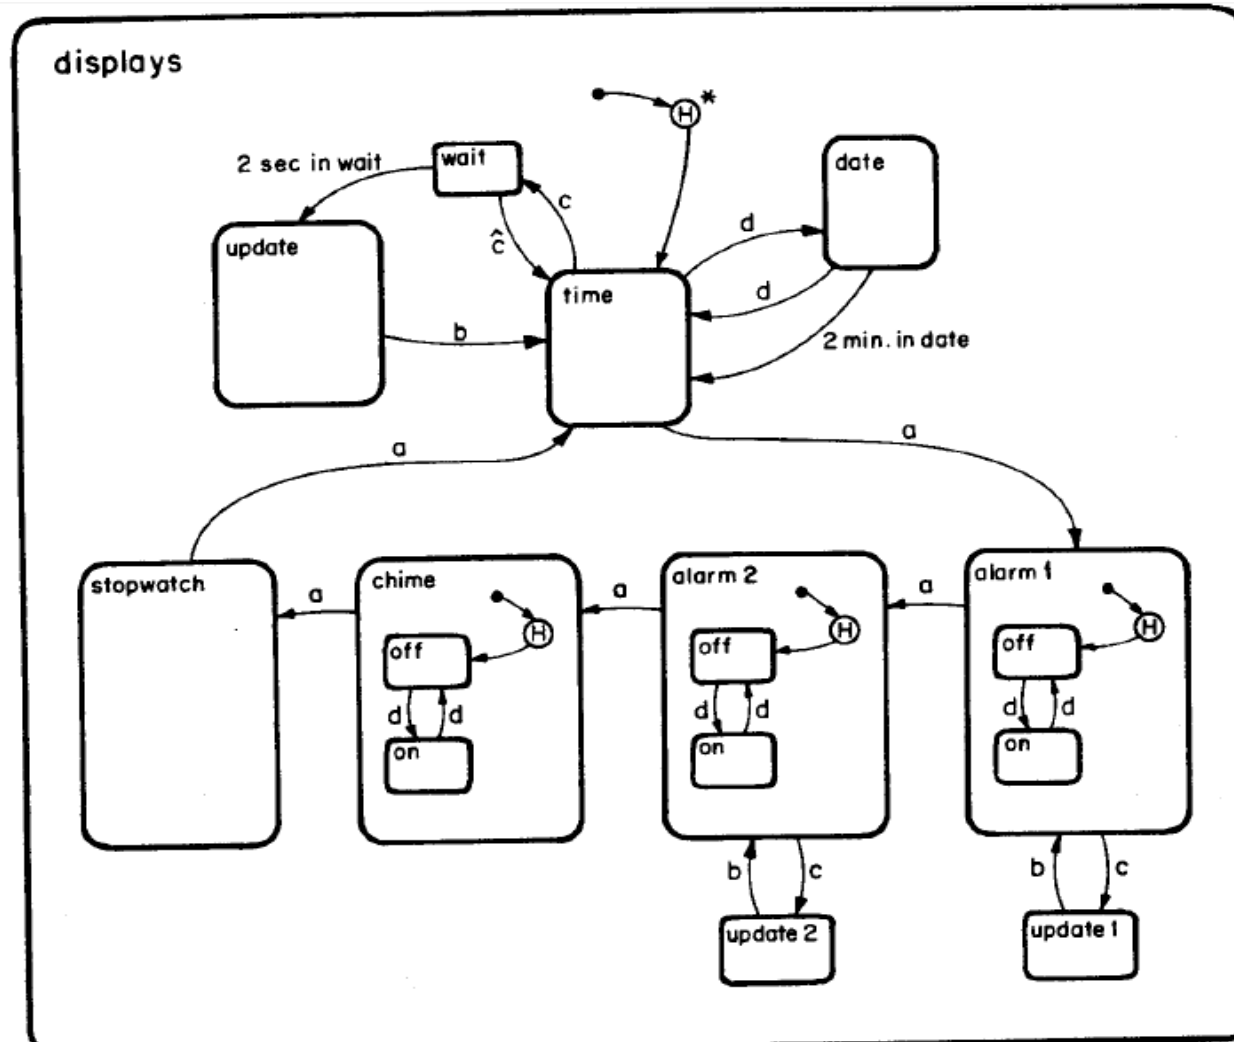 displays
H *
2 sec in wait
wait
date
c
d
update
ĉ
time
d
b
2 min. in date
a
a
stopwatch
a
chime
H
off
d
d
on
a
alarm 2
H
off
d
d
on
a
alarm 1
H
off
d
d
on
b
c
update 2
b
c
update 1